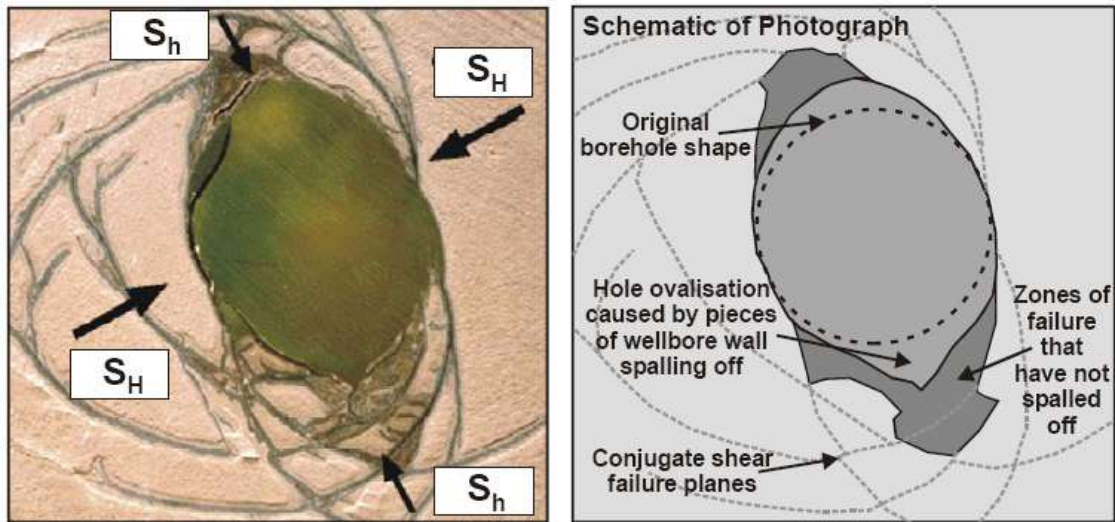 Sh
SH
SH
Sh
Schematic of Photograph
Original
borehole shape
Hole ovalisation
caused by pieces
of wellbore wall
spalling off
Zones of
failure
that
have not
spalled
off
Conjugate shear
failure planes